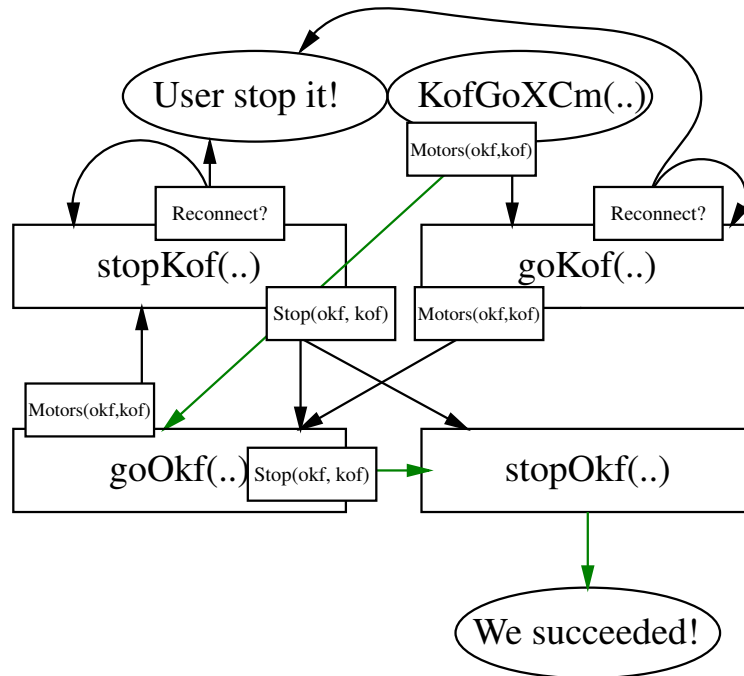 User stop it!
KofGoXCm(..)
Motors(okf,kof)
Reconnect?
Reconnect?
stopKof(..)
goKof(..)
Stop(okf, kof)
Motors(okf,kof)
Motors(okf,kof)
goOkf(..)
Stop(okf, kof)
stopOkf(..)
We succeeded!